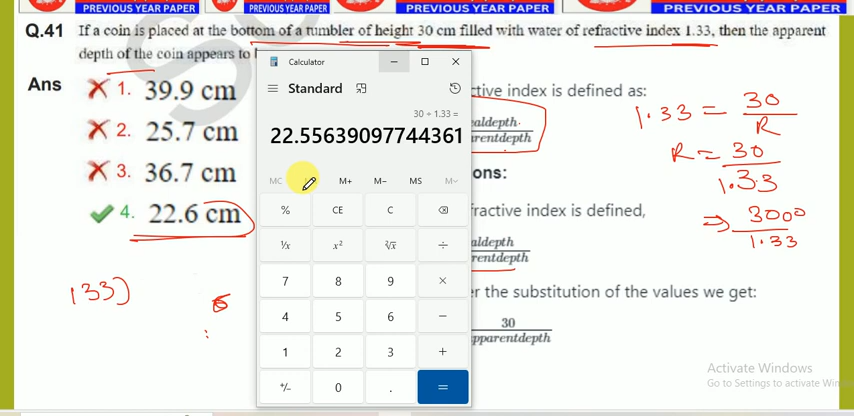 PREVIOUS YEAR PAPER PREVIOUS YEAR PAPER PREVIOUS YEAR PAPER PREVIOUS YEAR PAPER
Q.41 If a coin is placed at the bottom of a tumbler of height 30 cm filled with water of refractive index 1.33, then the apparent
depth of the coin appears to
Ans
1. 39.9 cm
2. 25.7 cm
3. 36.7 cm
4. 22.6 cm
133)
Calculator
Standard
30 ÷ 1.33 =
22.55639097744361
MC M+ M− MS M˅
% CE C
¹/x x² ²√x ÷
7 8 9 ×
4 5 6 −
1 2 3 +
+/− 0 . =
ctive index is defined as:
aldepth
rentdepth
ons:
fractive index is defined,
aldepth
rentdepth
er the substitution of the values we get:
30
pparentdepth
1.33 = 30
R
R = 30
1.33
⇒ 3000
1.33
Activate Windows
Go to Settings to activate Win